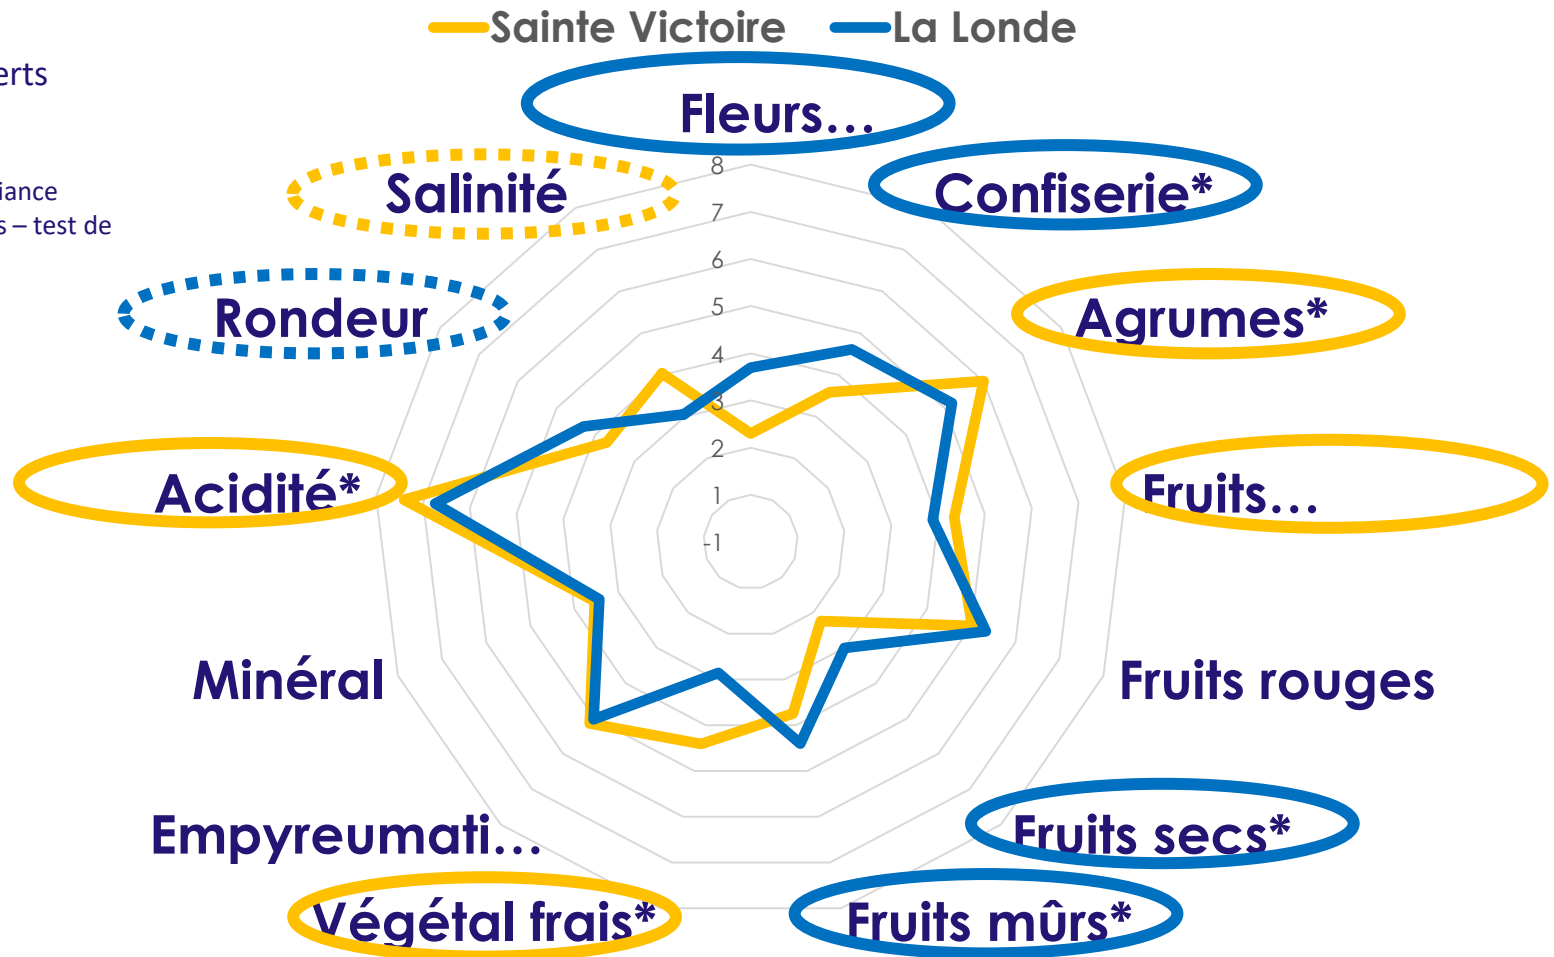 Sainte Victoire
La Londe
erts
Fleurs…
iance
s – test de
Salinité
Confiserie*
Rondeur
Agrumes*
Acidité*
Fruits…
Minéral
Fruits rouges
Empyreumati…
Fruits secs*
Végétal frais*
Fruits mûrs*
8
7
6
5
4
3
2
1
-1